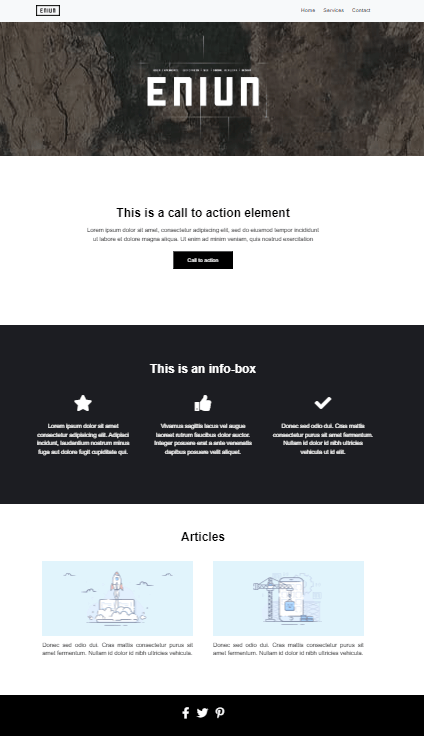 ENIUN
Home Services Contact
ENIUN
This is a call to action element
Lorem ipsum dolor sit amet, consectetur adipiscing elit, sed do eiusmod tempor incididunt
ut labore et dolore magna aliqua. Ut enim ad minim veniam, quis nostrud exercitation
Call to action
This is an info-box
Lorem ipsum dolor sit amet
consectetur adipisicing elit. Adipisci
incidunt, laudantium nostrum minus
fuga aut dolore fugit cupiditate qui.
Vivamus sagittis lacus vel augue
laoreet rutrum faucibus dolor auctor.
Integer posuere erat a ante venenatis
dapibus posuere velit aliquet.
Donec sed odio dui. Cras mattis
consectetur purus sit amet fermentum.
Nullam id dolor id nibh ultricies
vehicula ut id elit.
Articles
Donec sed odio dui. Cras mattis consectetur purus sit
amet fermentum. Nullam id dolor id nibh ultricies vehicula.
Donec sed odio dui. Cras mattis consectetur purus sit
amet fermentum. Nullam id dolor id nibh ultricies vehicula.